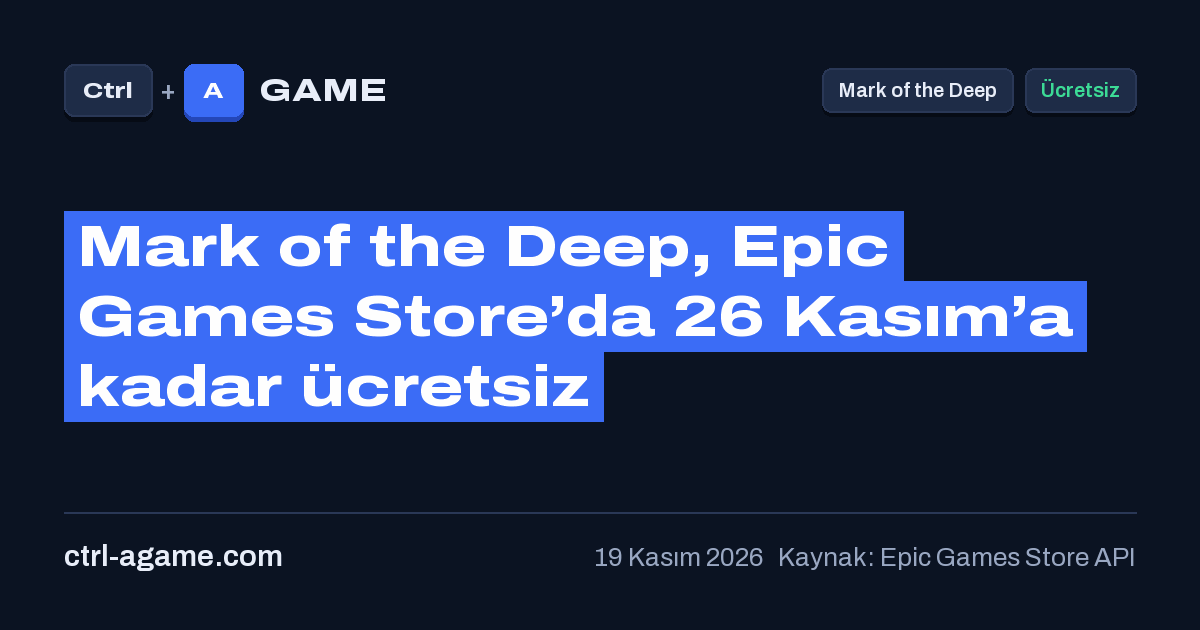 Ctrl + A GAME
Mark of the Deep
Ücretsiz
Mark of the Deep, Epic
Games Store’da 26 Kasım’a
kadar ücretsiz
ctrl-agame.com
19 Kasım 2026 Kaynak: Epic Games Store API